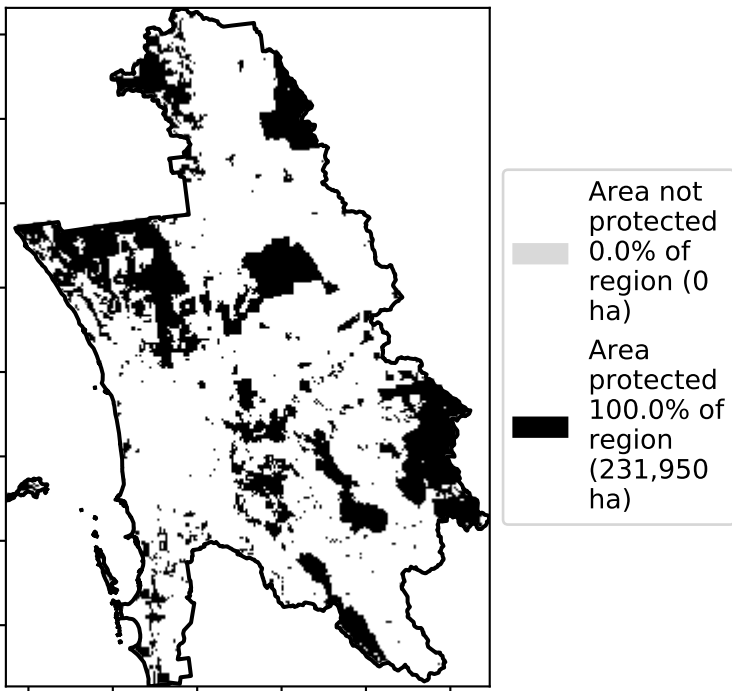 Area not
protected
0.0% of
region (0
ha)
Area
protected
100.0% of
region
(231,950
ha)